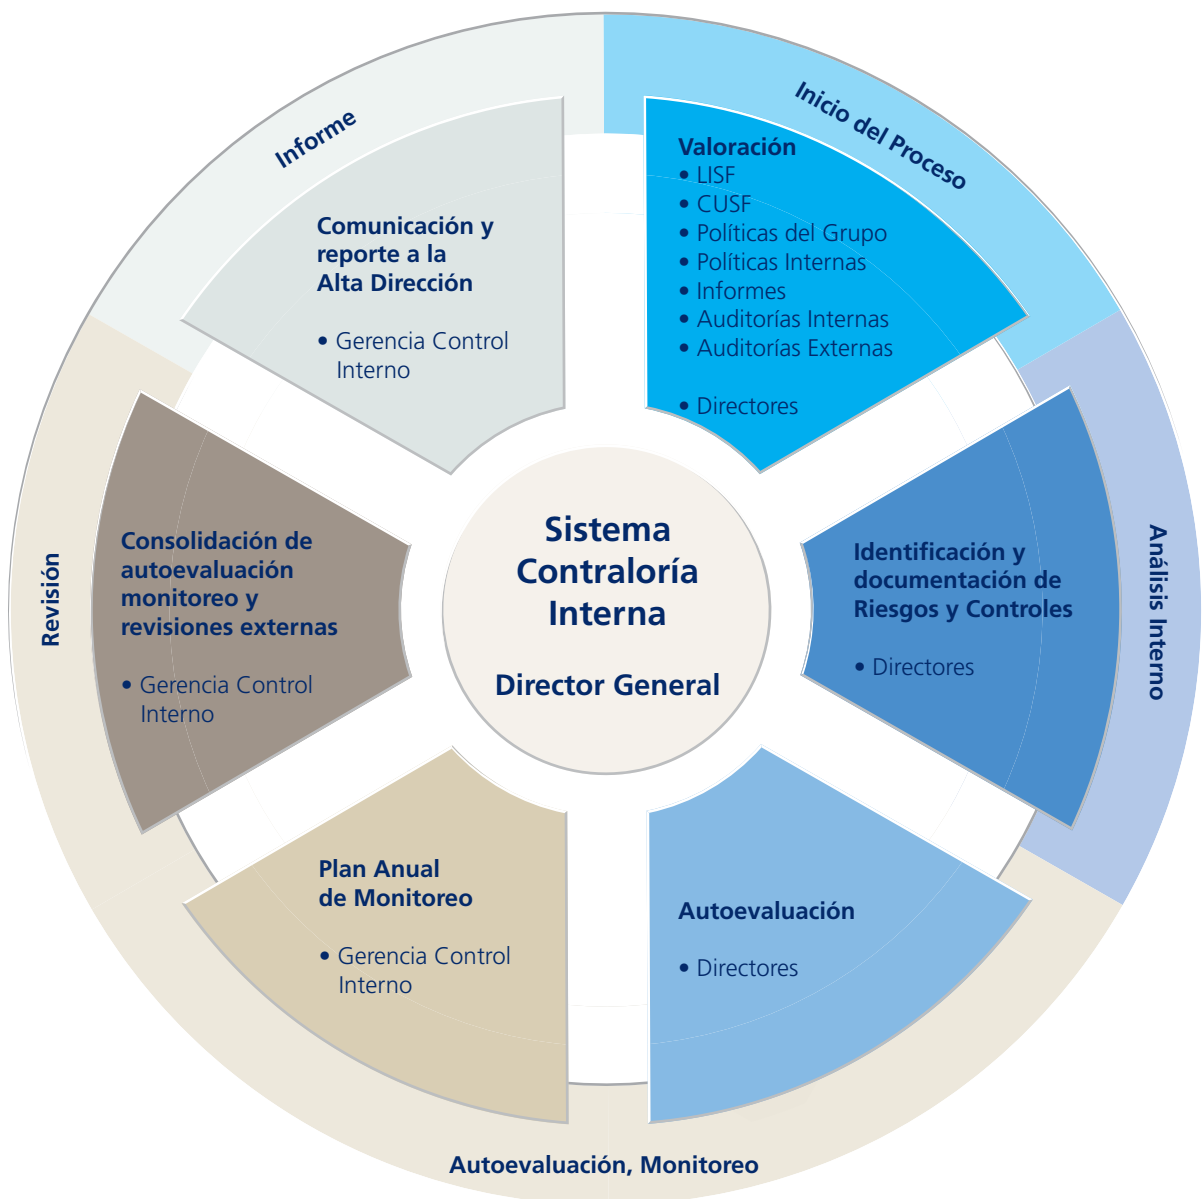 Inicio del Proceso
Valoración
• LISF
• CUSF
• Políticas del Grupo
• Políticas Internas
• Informes
• Auditorías Internas
• Auditorías Externas
• Directores
Análisis Interno
Identificación y
documentación de
Riesgos y Controles
• Directores
Autoevaluación
• Directores
Autoevaluación, Monitoreo
Plan Anual
de Monitoreo
• Gerencia Control
Interno
Revisión
Consolidación de
autoevaluación
monitoreo y
revisiones externas
• Gerencia Control
Interno
Informe
Comunicación y
reporte a la
Alta Dirección
• Gerencia Control
Interno
Sistema
Contraloría
Interna
Director General